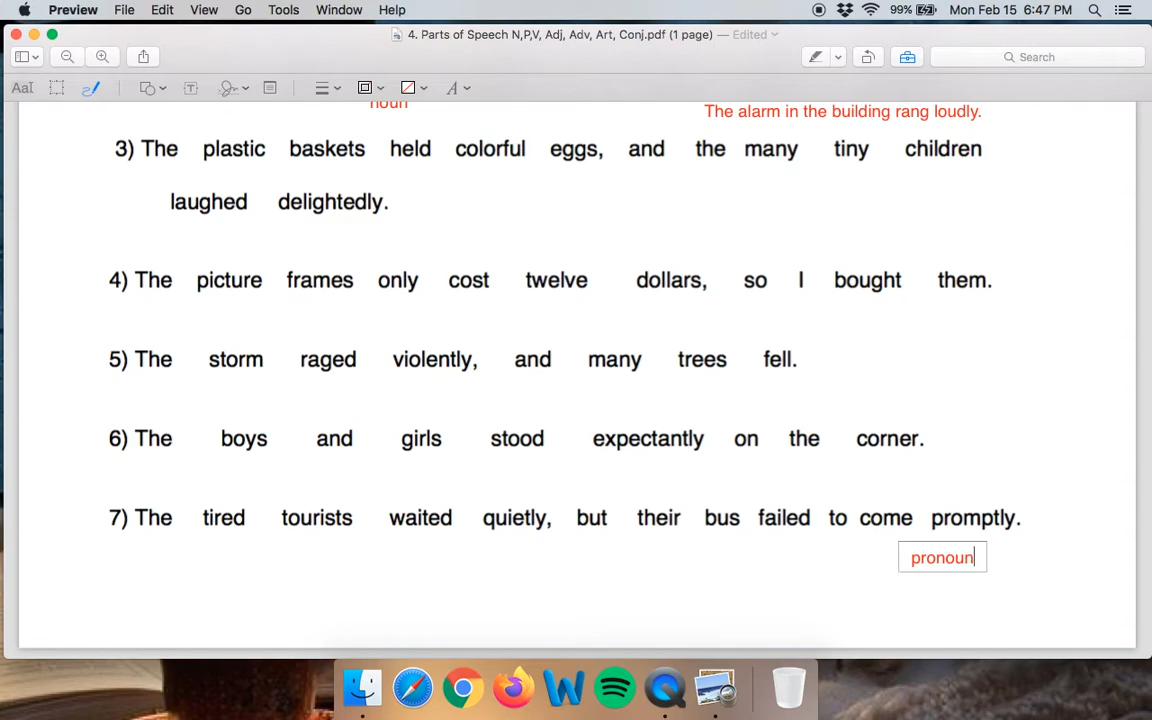 Preview File Edit View Go Tools Window Help 99% Mon Feb 15 6:47 PM
4. Parts of Speech N,P,V, Adj, Adv, Art, Conj.pdf (1 page) — Edited
Search
AaI T A
noun
The alarm in the building rang loudly.
3) The plastic baskets held colorful eggs, and the many tiny children
laughed delightedly.
4) The picture frames only cost twelve dollars, so I bought them.
5) The storm raged violently, and many trees fell.
6) The boys and girls stood expectantly on the corner.
7) The tired tourists waited quietly, but their bus failed to come promptly.
pronoun